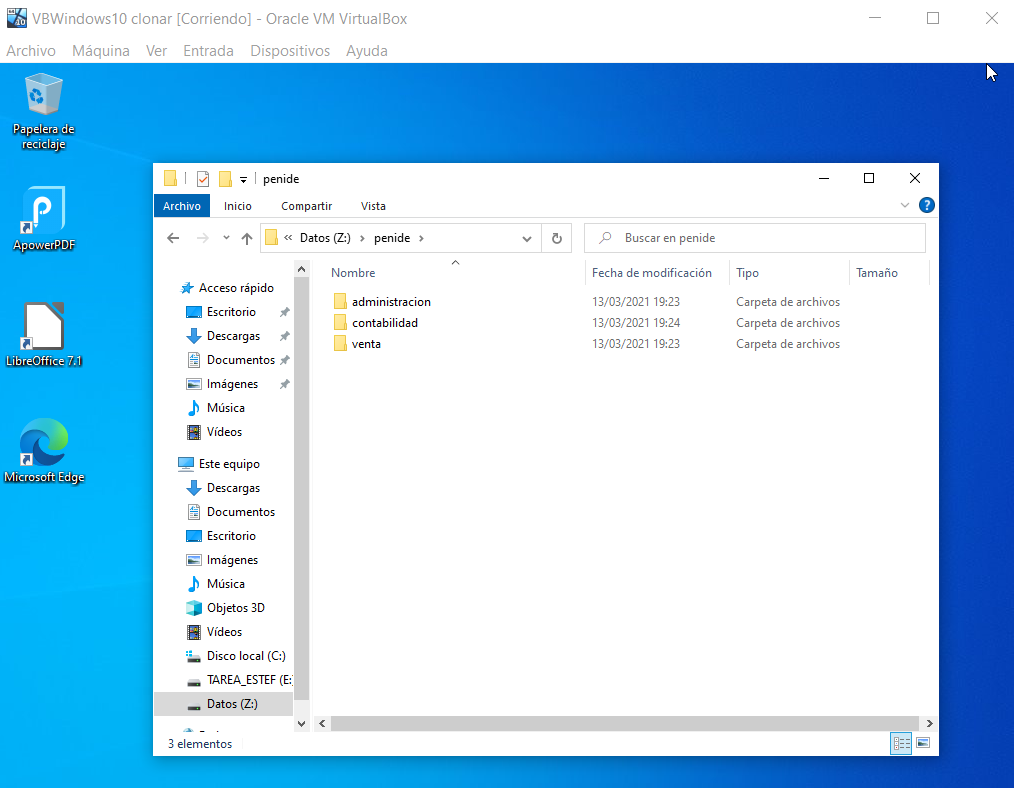 VBWindows10 clonar [Corriendo] - Oracle VM VirtualBox
Archivo Máquina Ver Entrada Dispositivos Ayuda
Papelera de
reciclaje
ApowerPDF
LibreOffice 7.1
Microsoft Edge
penide
Archivo Inicio Compartir Vista
« Datos (Z:) › penide ›
Buscar en penide
Nombre Fecha de modificación Tipo Tamaño
administracion 13/03/2021 19:23 Carpeta de archivos
contabilidad 13/03/2021 19:24 Carpeta de archivos
venta 13/03/2021 19:23 Carpeta de archivos
Acceso rápido
Escritorio
Descargas
Documentos
Imágenes
Música
Vídeos
Este equipo
Descargas
Documentos
Escritorio
Imágenes
Música
Objetos 3D
Vídeos
Disco local (C:)
TAREA_ESTEF (E:
Datos (Z:)
3 elementos